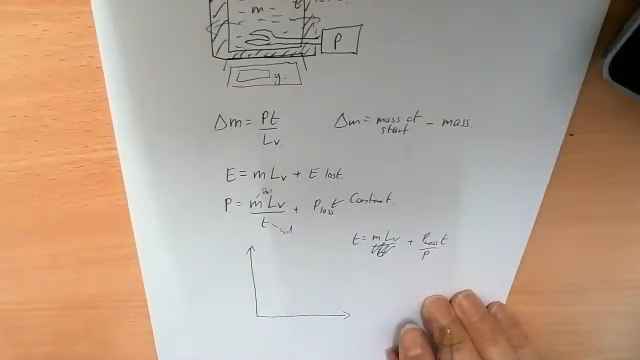 m
P
g.
Δm = Pt / Lv.
Δm = mass at start - mass
E = mLv + E lost.
P = mLv / t + Ploss Constant.
t = mLv + Ploss t / P